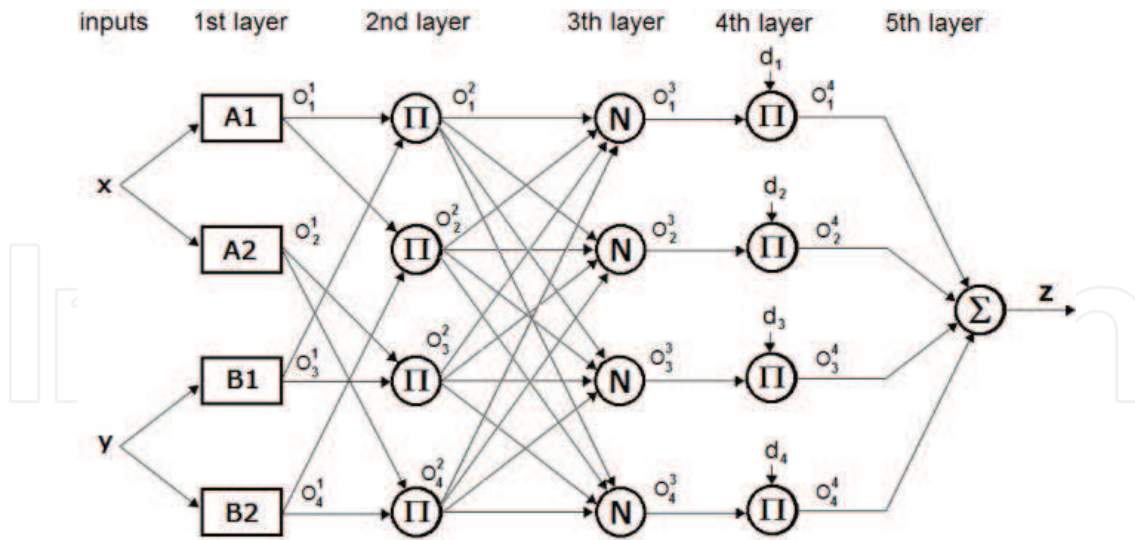 inputs 1st layer 2nd layer 3th layer 4th layer 5th layer
d₁
O₁¹ O₁² O₁³ O₁⁴
A1 Π N Π
x
d₂
O₂¹ O₂² O₂³ O₂⁴
A2 Π N Π
Σ z
d₃
O₃¹ O₃² O₃³ O₃⁴
B1 Π N Π
y
d₄
O₄¹ O₄² O₄³ O₄⁴
B2 Π N Π